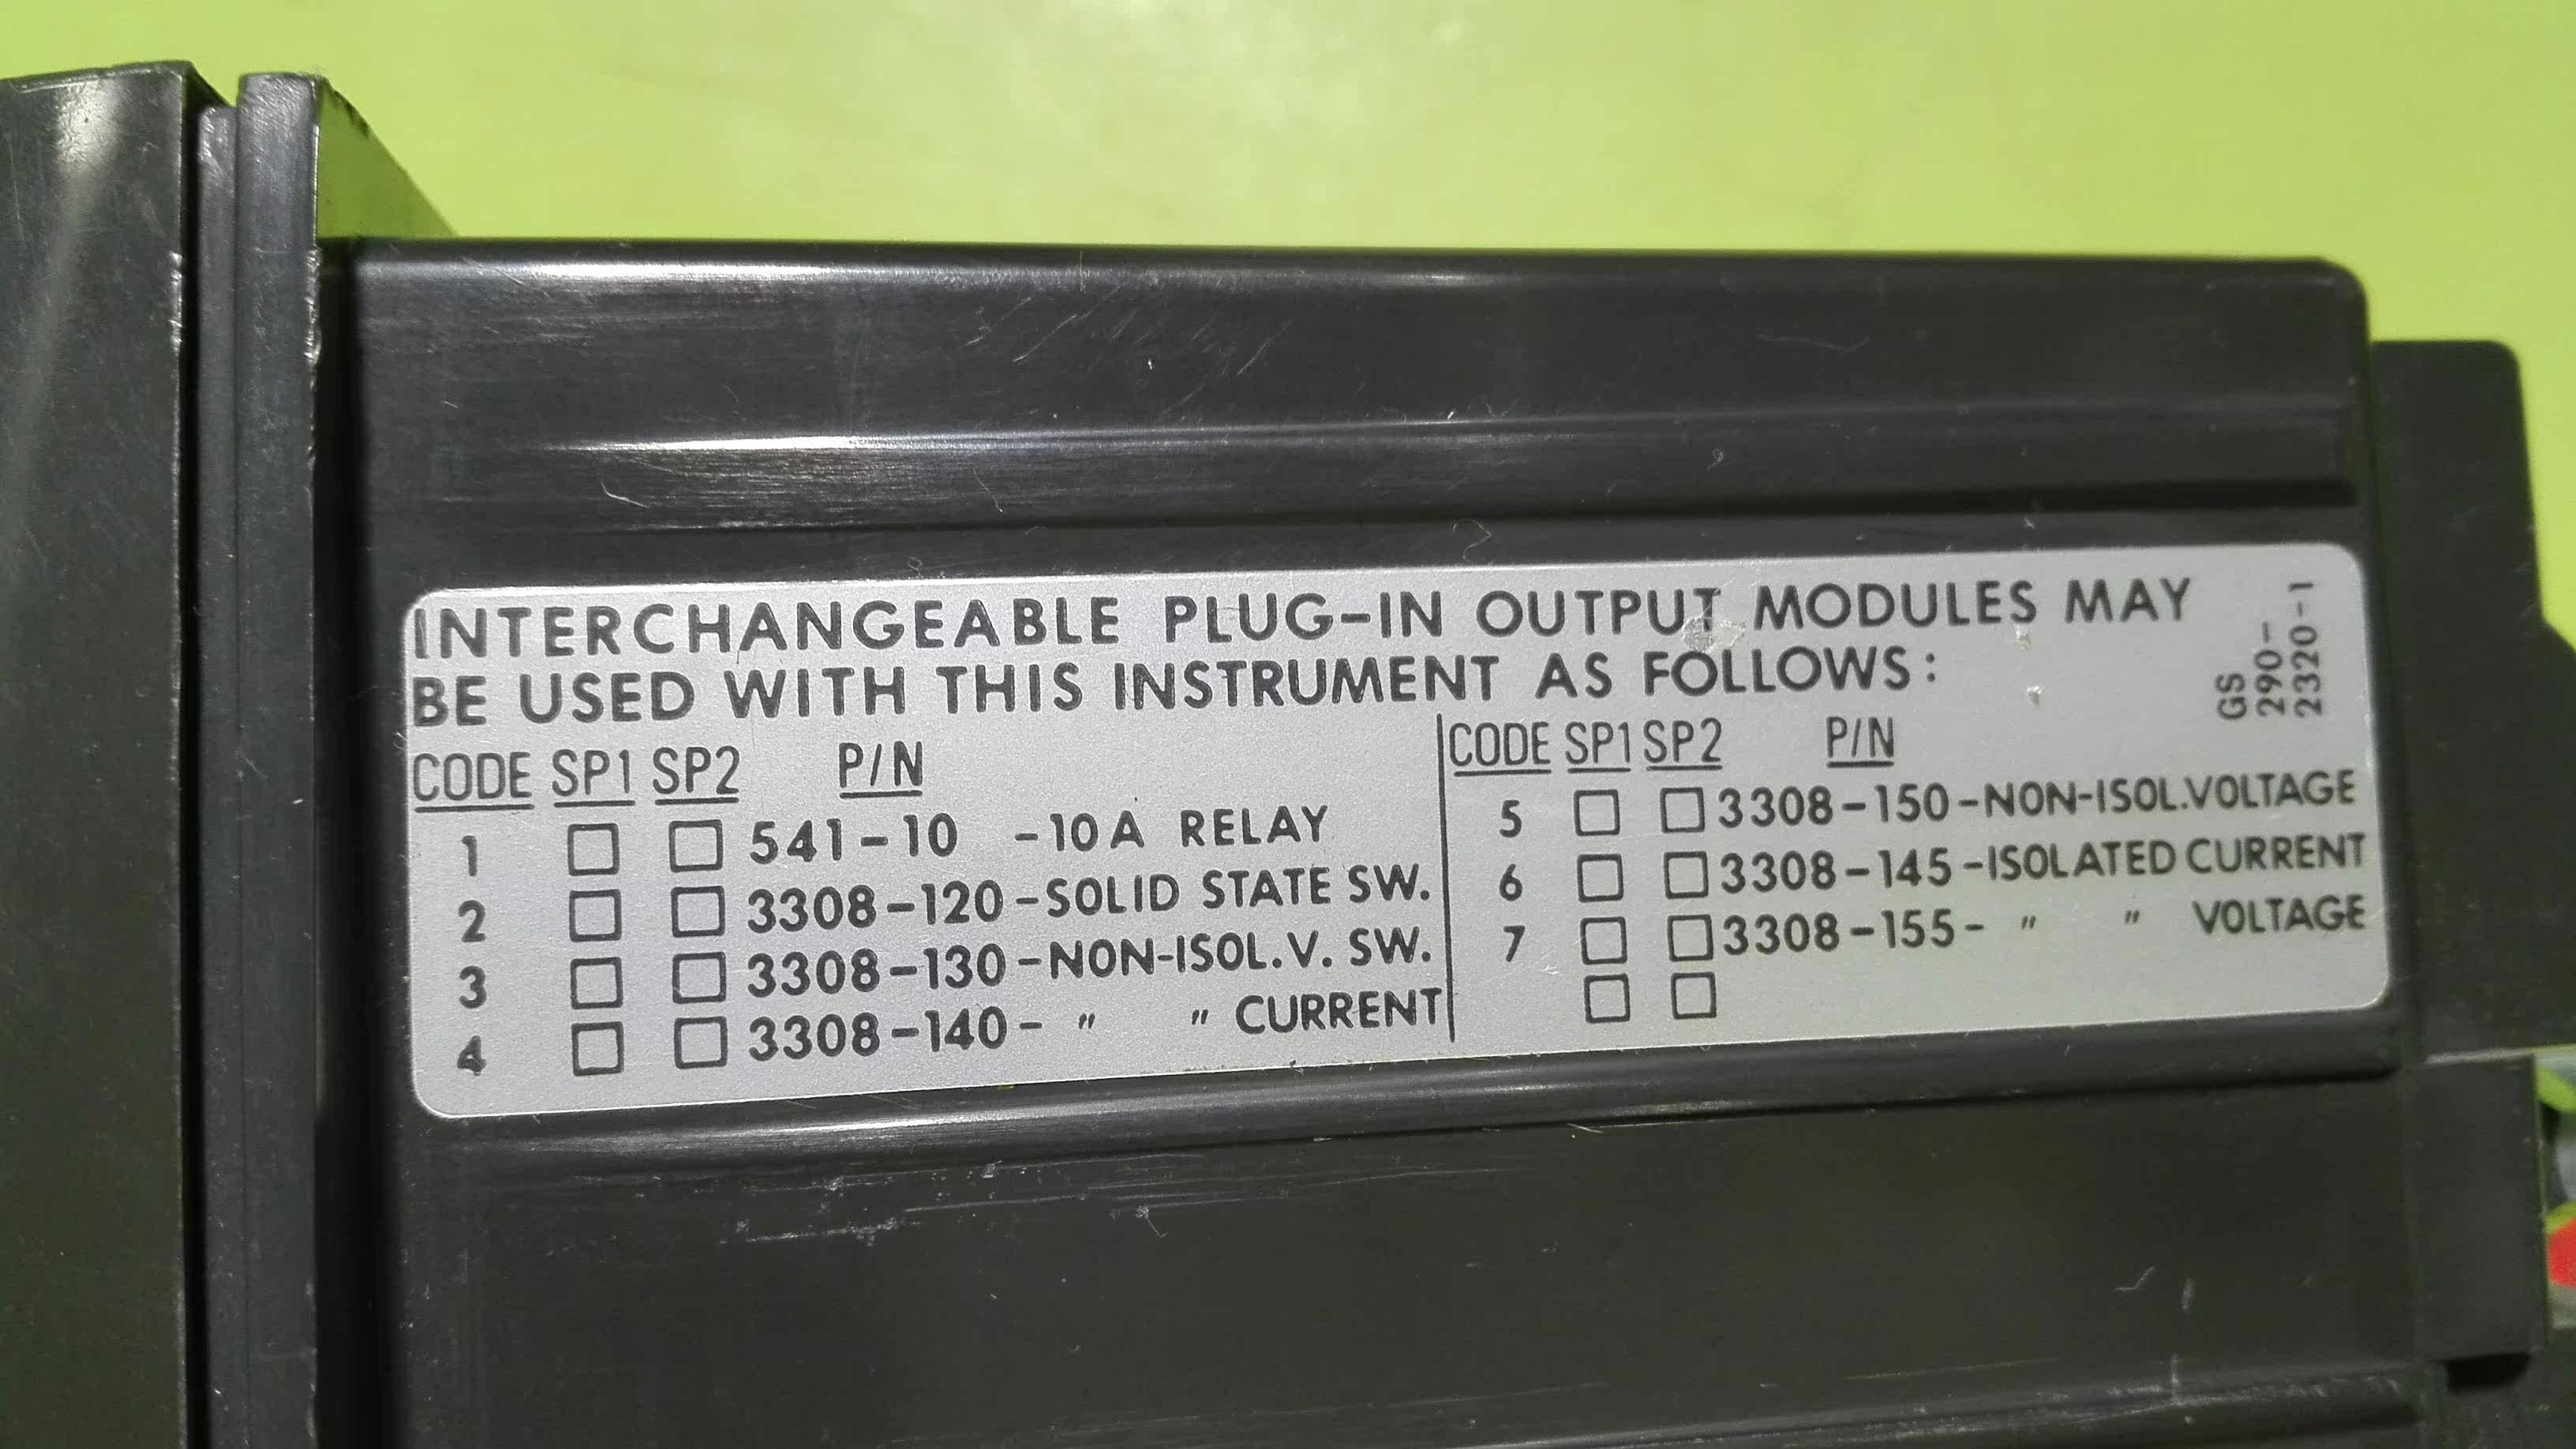 INTERCHANGEABLE PLUG-IN OUTPUT MODULES MAY
BE USED WITH THIS INSTRUMENT AS FOLLOWS:
GS
290-
2320-1
CODE SP1 SP2 P/N
1 □ □ 541-10 -10A RELAY
2 □ □ 3308-120-SOLID STATE SW.
3 □ □ 3308-130-NON-ISOL.V. SW.
4 □ □ 3308-140- " " CURRENT
CODE SP1 SP2 P/N
5 □ □ 3308-150-NON-ISOL.VOLTAGE
6 □ □ 3308-145-ISOLATED CURRENT
7 □ □ 3308-155- " " VOLTAGE
□ □